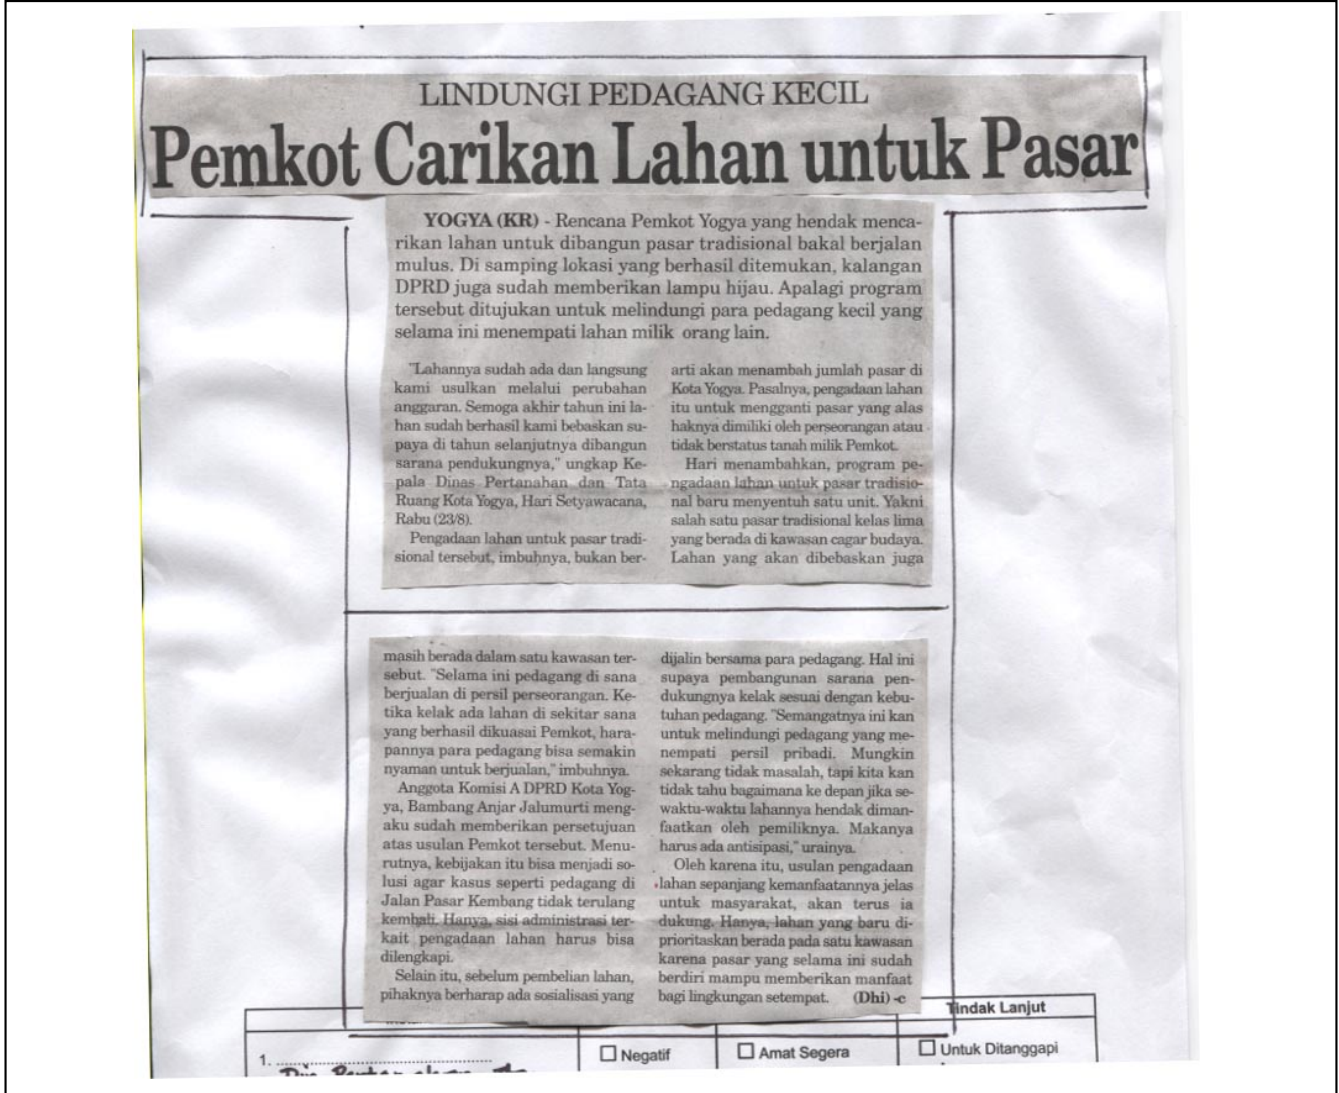 LINDUNGI PEDAGANG KECIL
Pemkot Carikan Lahan untuk Pasar
YOGYA (KR) - Rencana Pemkot Yogya yang hendak menca-
rikan lahan untuk dibangun pasar tradisional bakal berjalan
mulus. Di samping lokasi yang berhasil ditemukan, kalangan
DPRD juga sudah memberikan lampu hijau. Apalagi program
tersebut ditujukan untuk melindungi para pedagang kecil yang
selama ini menempati lahan milik orang lain.
"Lahannya sudah ada dan langsung
kami usulkan melalui perubahan
anggaran. Semoga akhir tahun ini la-
han sudah berhasil kami bebaskan su-
paya di tahun selanjutnya dibangun
sarana pendukungnya," ungkap Ke-
pala Dinas Pertanahan dan Tata
Ruang Kota Yogya, Hari Setyawacana,
Rabu (23/8).
Pengadaan lahan untuk pasar tradi-
sional tersebut, imbuhnya, bukan ber-
arti akan menambah jumlah pasar di
Kota Yogya. Pasalnya, pengadaan lahan
itu untuk mengganti pasar yang alas
haknya dimiliki oleh perseorangan atau
tidak berstatus tanah milik Pemkot.
Hari menambahkan, program pe-
ngadaan lahan untuk pasar tradisio-
nal baru menyentuh satu unit. Yakni
salah satu pasar tradisional kelas lima
yang berada di kawasan cagar budaya.
Lahan yang akan dibebaskan juga
masih berada dalam satu kawasan ter-
sebut. "Selama ini pedagang di sana
berjualan di persil perseorangan. Ke-
tika kelak ada lahan di sekitar sana
yang berhasil dikuasai Pemkot, hara-
pannya para pedagang bisa semakin
nyaman untuk berjualan," imbuhnya.
Anggota Komisi A DPRD Kota Yog-
ya, Bambang Anjar Jalumurti meng-
aku sudah memberikan persetujuan
atas usulan Pemkot tersebut. Menu-
rutnya, kebijakan itu bisa menjadi so-
lusi agar kasus seperti pedagang di
Jalan Pasar Kembang tidak terulang
kembali. Hanya, sisi administrasi ter-
kait pengadaan lahan harus bisa
dilengkapi.
Selain itu, sebelum pembelian lahan,
pihaknya berharap ada sosialisasi yang
dijalin bersama para pedagang. Hal ini
supaya pembangunan sarana pen-
dukungnya kelak sesuai dengan kebu-
tuhan pedagang. "Semangatnya ini kan
untuk melindungi pedagang yang me-
nempati persil pribadi. Mungkin
sekarang tidak masalah, tapi kita kan
tidak tahu bagaimana ke depan jika se-
waktu-waktu lahannya hendak diman-
faatkan oleh pemiliknya. Makanya
harus ada antisipasi," urainya.
Oleh karena itu, usulan pengadaan
lahan sepanjang kemanfaatannya jelas
untuk masyarakat, akan terus ia
dukung. Hanya, lahan yang baru di-
prioritaskan berada pada satu kawasan
karena pasar yang selama ini sudah
berdiri mampu memberikan manfaat
bagi lingkungan setempat. (Dhi) -c
Tindak Lanjut
1. ..........................................
Negatif
Amat Segera
Untuk Ditanggapi